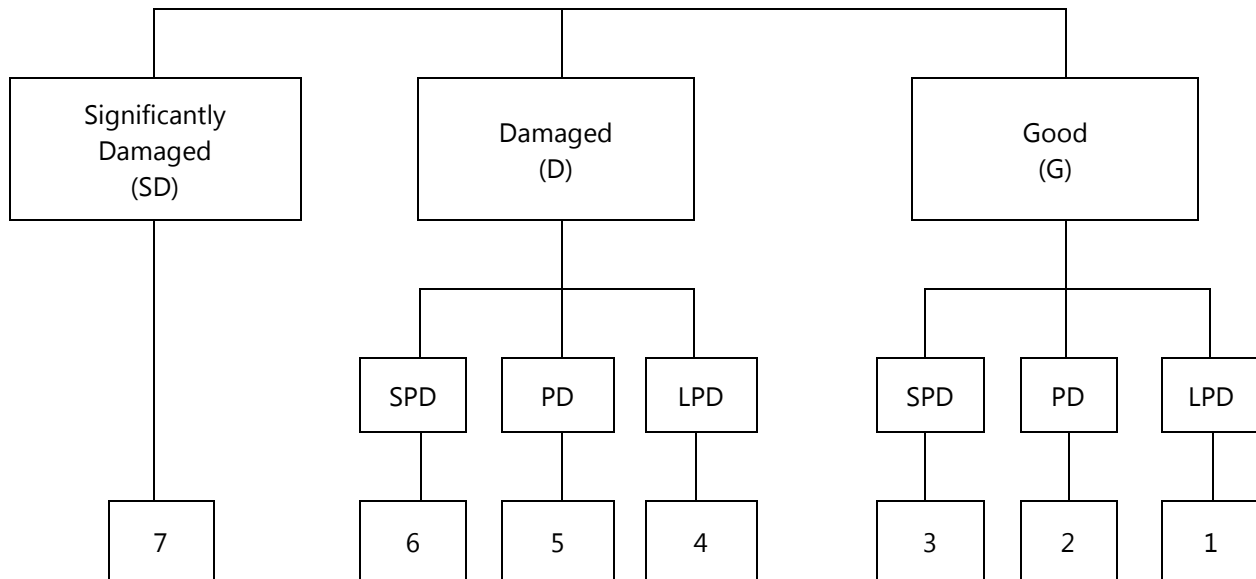 Significantly
Damaged
(SD)
Damaged
(D)
Good
(G)
SPD
PD
LPD
SPD
PD
LPD
7
6
5
4
3
2
1